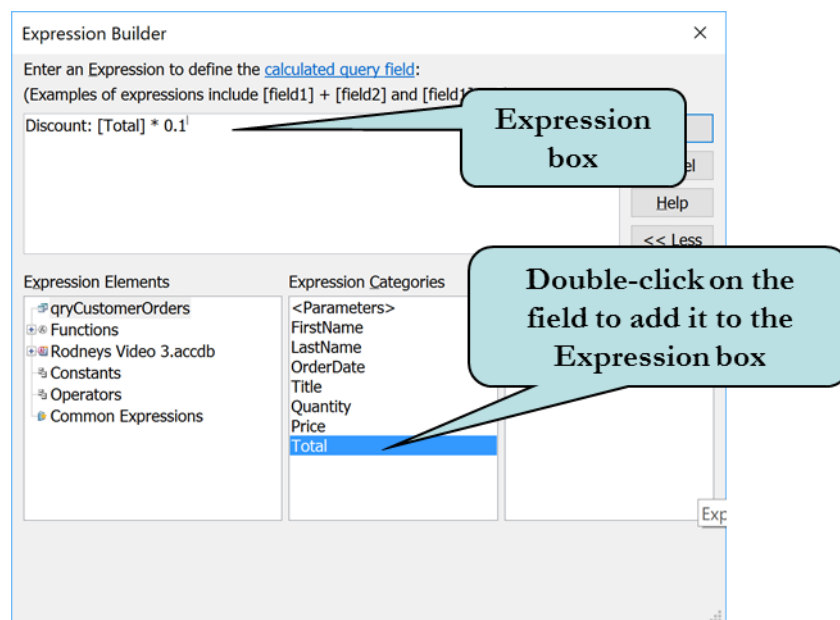 Expression Builder
Enter an Expression to define the calculated query field:
(Examples of expressions include [field1] + [field2] and [field1]
Discount: [Total] * 0.1
Expression
box
Help
<< Less
Expression Elements
qryCustomerOrders
Functions
Rodneys Video 3.accdb
Constants
Operators
Common Expressions
Expression Categories
<Parameters>
FirstName
LastName
OrderDate
Title
Quantity
Price
Total
Double-click on the
field to add it to the
Expression box